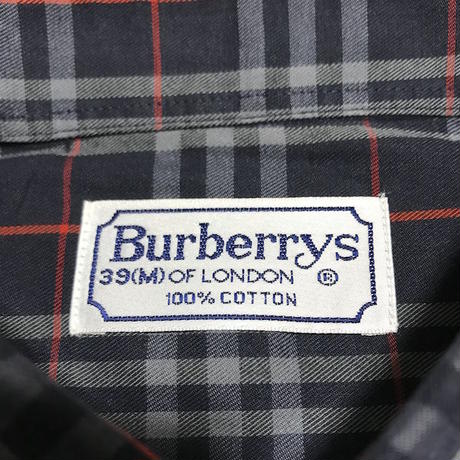 Burberrys
39(M) OF LONDON ®
100% COTTON